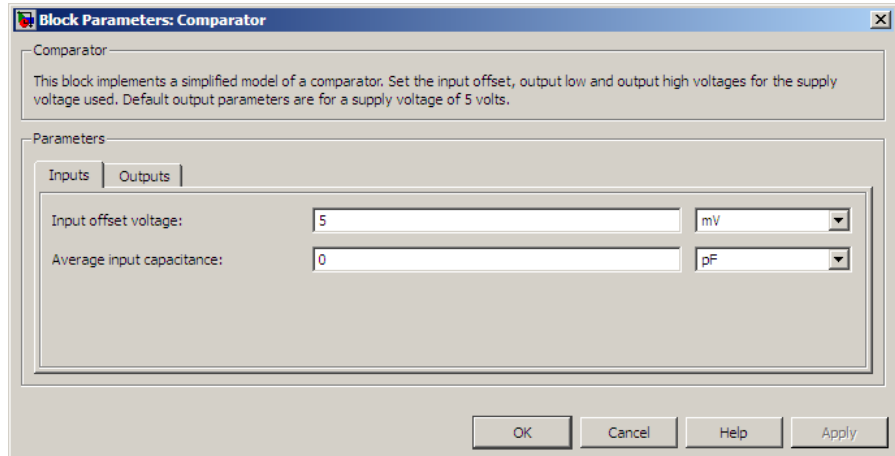 Block Parameters: Comparator
Comparator
This block implements a simplified model of a comparator. Set the input offset, output low and output high voltages for the supply
voltage used. Default output parameters are for a supply voltage of 5 volts.
Parameters
Inputs Outputs
Input offset voltage: 5 mV
Average input capacitance: 0 pF
OK Cancel Help Apply